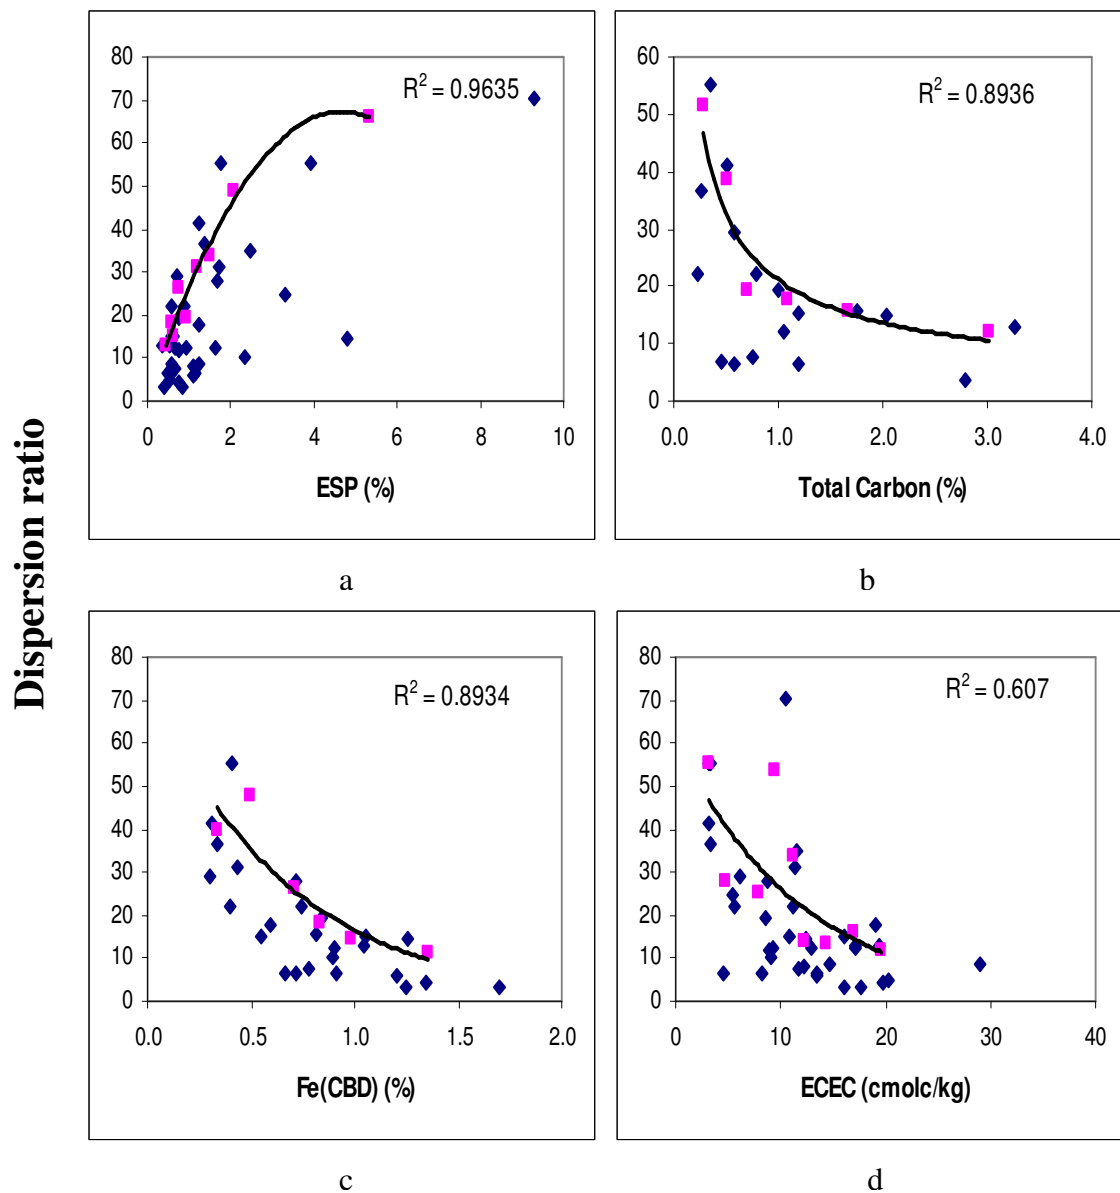 Dispersion ratio
80
70
60
50
40
30
20
10
0
R² = 0.9635
0 2 4 6 8 10
ESP (%)
a
60
50
40
30
20
10
0
R² = 0.8936
0.0 1.0 2.0 3.0 4.0
Total Carbon (%)
b
80
70
60
50
40
30
20
10
0
R² = 0.8934
0.0 0.5 1.0 1.5 2.0
Fe(CBD) (%)
c
80
70
60
50
40
30
20
10
0
R² = 0.607
0 10 20 30 40
ECEC (cmolc/kg)
d